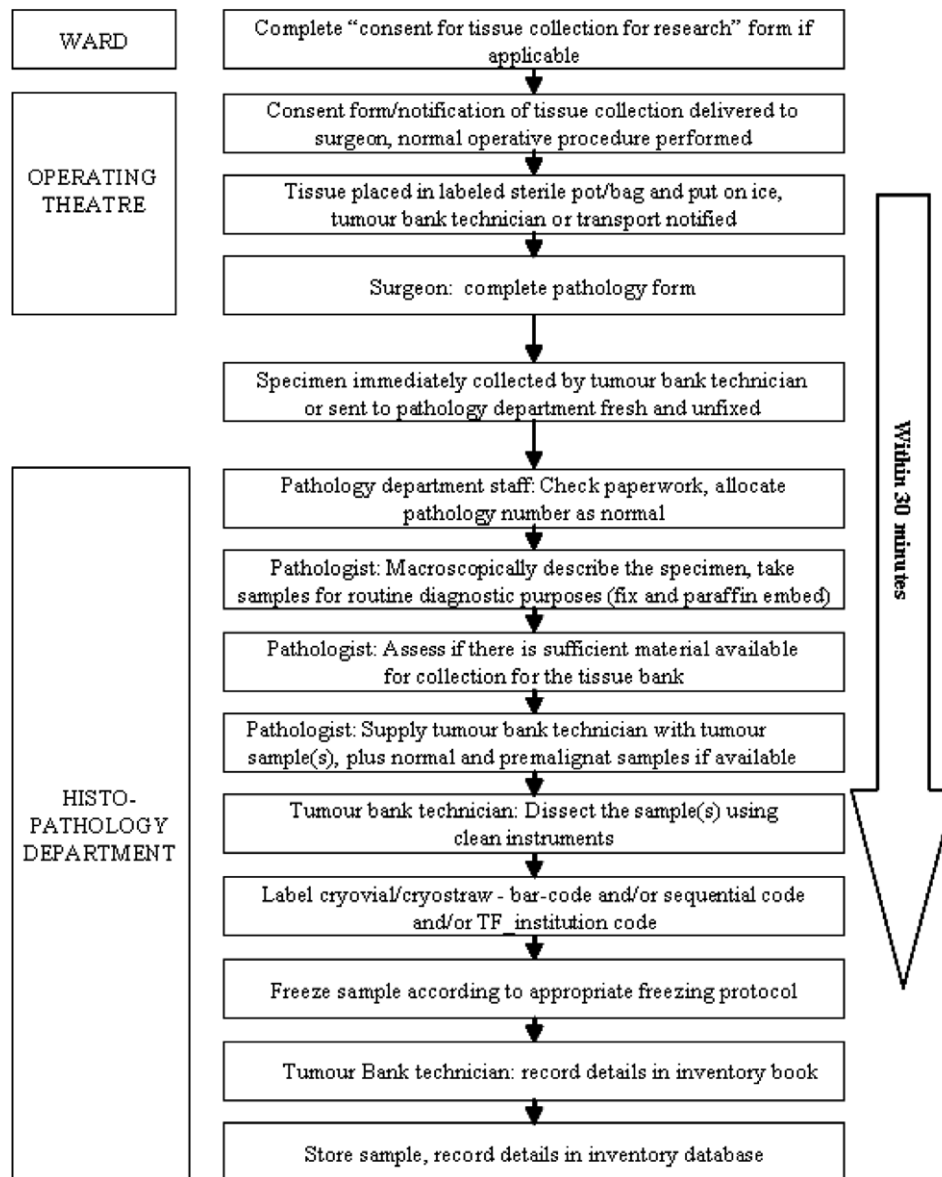 WARD
Complete “consent for tissue collection for research” form if
applicable
OPERATING
THEATRE
Consent form/notification of tissue collection delivered to
surgeon, normal operative procedure performed
Tissue placed in labeled sterile pot/bag and put on ice,
tumour bank technician or transport notified
Surgeon: complete pathology form
Specimen immediately collected by tumour bank technician
or sent to pathology department fresh and unfixed
Within 30 minutes
HISTO-
PATHOLOGY
DEPARTMENT
Pathology department staff: Check paperwork, allocate
pathology number as normal
Pathologist: Macroscopically describe the specimen, take
samples for routine diagnostic purposes (fix and paraffin embed)
Pathologist: Assess if there is sufficient material available
for collection for the tissue bank
Pathologist: Supply tumour bank technician with tumour
sample(s), plus normal and premalignat samples if available
Tumour bank technician: Dissect the sample(s) using
clean instruments
Label cryovial/cryostraw - bar-code and/or sequential code
and/or TF_institution code
Freeze sample according to appropriate freezing protocol
Tumour Bank technician: record details in inventory book
Store sample, record details in inventory database